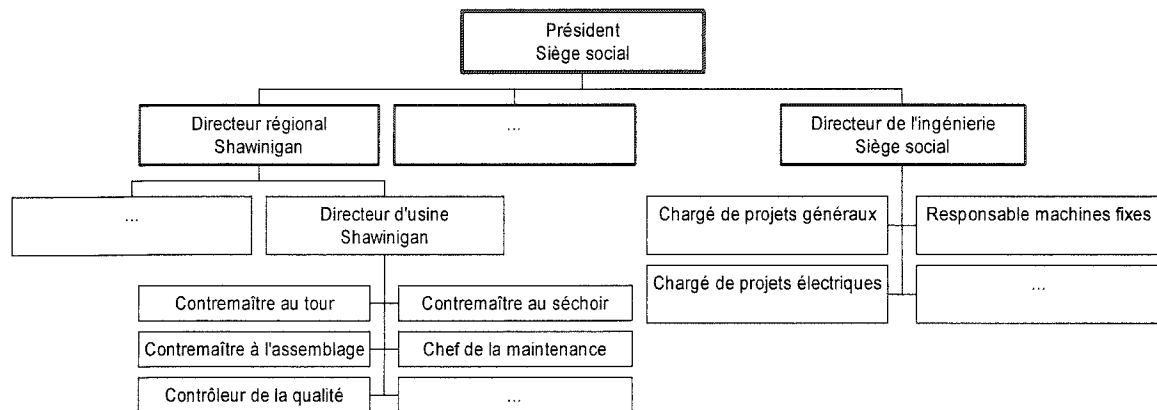 Président
Siège social
Directeur régional
Shawinigan
...
Directeur de l'ingénierie
Siège social
...
Directeur d'usine
Shawinigan
Chargé de projets généraux
Responsable machines fixes
Chargé de projets électriques
...
Contremaître au tour
Contremaître au séchoir
Contremaître à l'assemblage
Chef de la maintenance
Contrôleur de la qualité
...